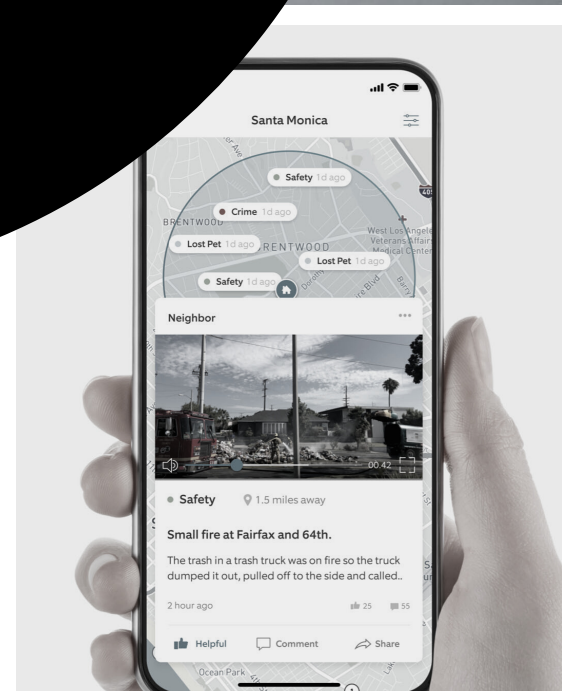 Santa Monica
Safety 1d ago
405
Crime 1d ago
BRENTWOOD
West Los Angele
Veterans Affairs
Medical Center
Lost Pet 1d ago
BRENTWOOD
Lost Pet 1d ago
Safety 1d ago
Neighbor
00.42
Safety
1.5 miles away
Small fire at Fairfax and 64th.
The trash in a trash truck was on fire so the truck
dumped it out, pulled off to the side and called..
2 hour ago
25
55
Helpful
Comment
Share
Ocean Park